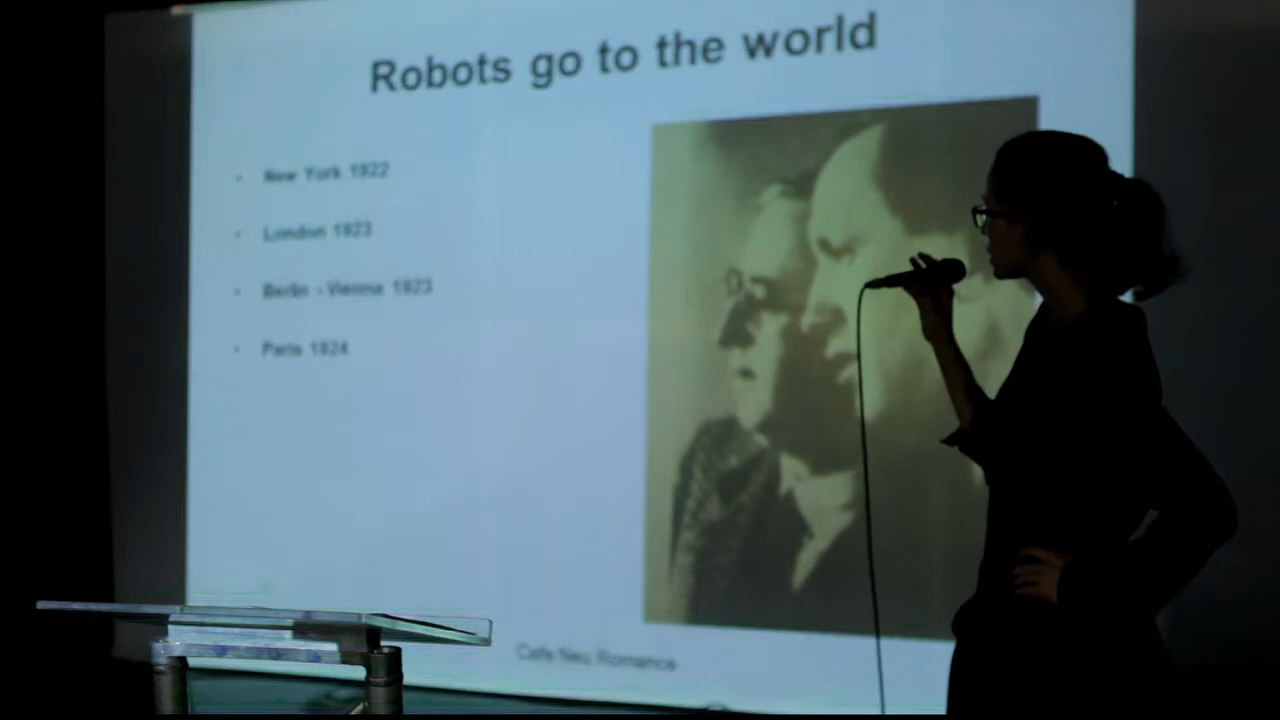 Robots go to the world
New York 1922
London 1923
Berlin - Vienna 1923
Paris 1924
Cafe Neu Romance